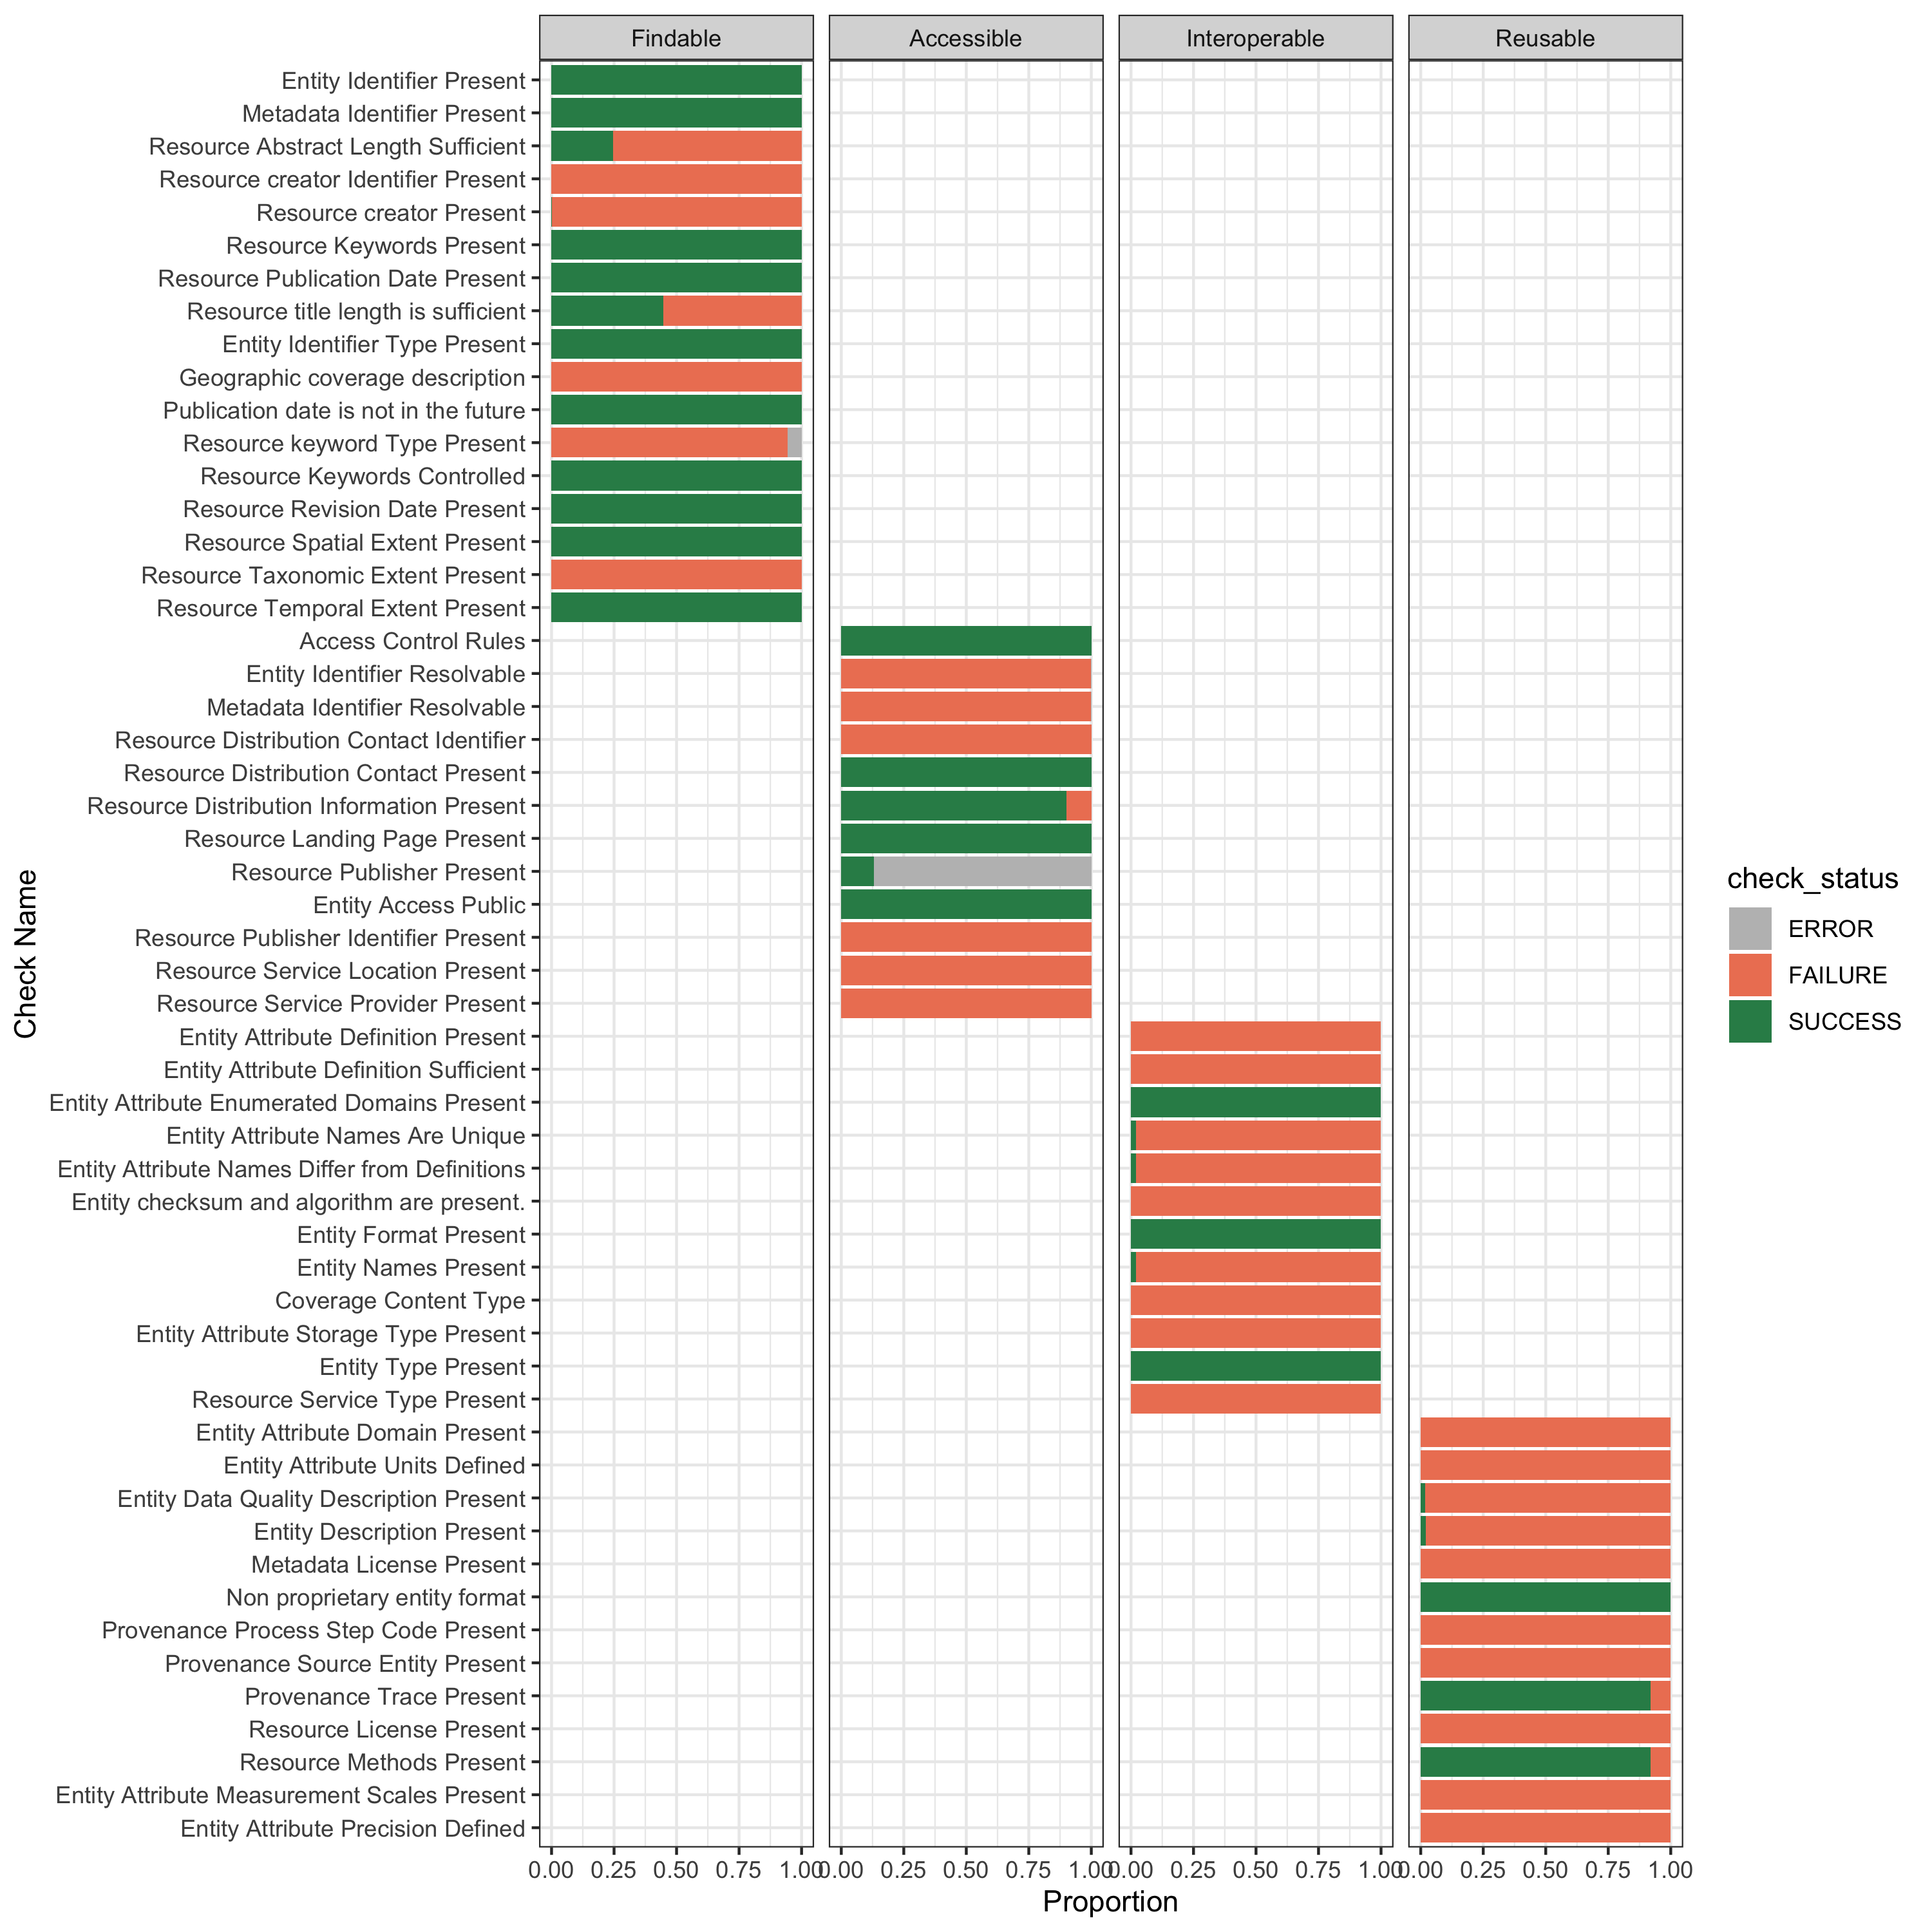 Findable
Accessible
Interoperable
Reusable
Entity Identifier Present
Metadata Identifier Present
Resource Abstract Length Sufficient
Resource creator Identifier Present
Resource creator Present
Resource Keywords Present
Resource Publication Date Present
Resource title length is sufficient
Entity Identifier Type Present
Geographic coverage description
Publication date is not in the future
Resource keyword Type Present
Resource Keywords Controlled
Resource Revision Date Present
Resource Spatial Extent Present
Resource Taxonomic Extent Present
Resource Temporal Extent Present
Access Control Rules
Entity Identifier Resolvable
Metadata Identifier Resolvable
Resource Distribution Contact Identifier
Resource Distribution Contact Present
Resource Distribution Information Present
Resource Landing Page Present
Resource Publisher Present
Entity Access Public
Resource Publisher Identifier Present
Resource Service Location Present
Resource Service Provider Present
Entity Attribute Definition Present
Entity Attribute Definition Sufficient
Entity Attribute Enumerated Domains Present
Entity Attribute Names Are Unique
Entity Attribute Names Differ from Definitions
Entity checksum and algorithm are present.
Entity Format Present
Entity Names Present
Coverage Content Type
Entity Attribute Storage Type Present
Entity Type Present
Resource Service Type Present
Entity Attribute Domain Present
Entity Attribute Units Defined
Entity Data Quality Description Present
Entity Description Present
Metadata License Present
Non proprietary entity format
Provenance Process Step Code Present
Provenance Source Entity Present
Provenance Trace Present
Resource License Present
Resource Methods Present
Entity Attribute Measurement Scales Present
Entity Attribute Precision Defined
Check Name
0.00 0.25 0.50 0.75 1.00
0.00 0.25 0.50 0.75 1.00
0.00 0.25 0.50 0.75 1.00
0.00 0.25 0.50 0.75 1.00
Proportion
check_status
ERROR
FAILURE
SUCCESS